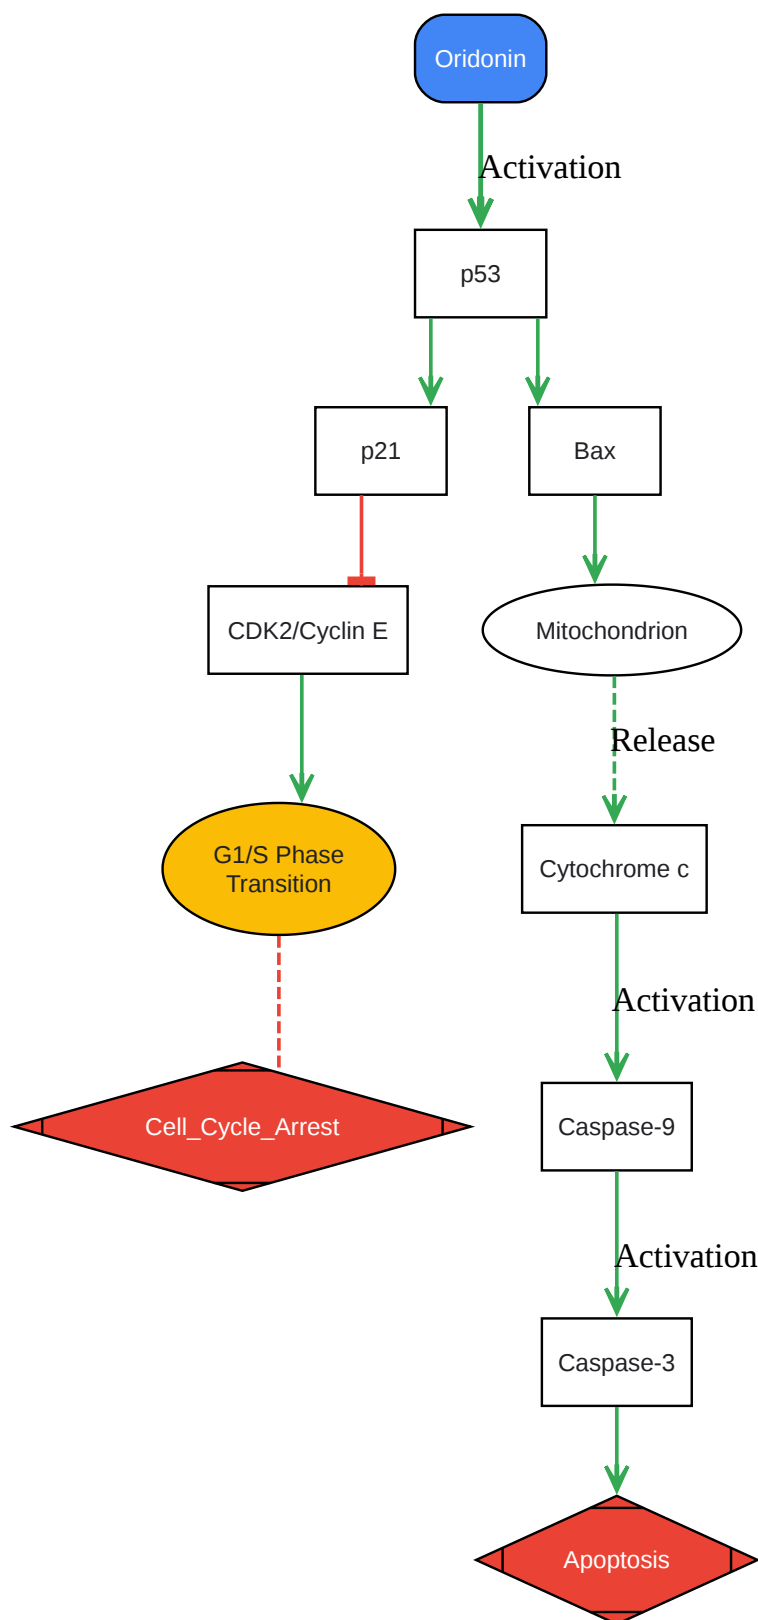 Oridonin
Activation
p53
p21
Bax
CDK2/Cyclin E
Mitochondrion
Release
G1/S Phase
Transition
Cytochrome c
Activation
Cell_Cycle_Arrest
Caspase-9
Activation
Caspase-3
Apoptosis